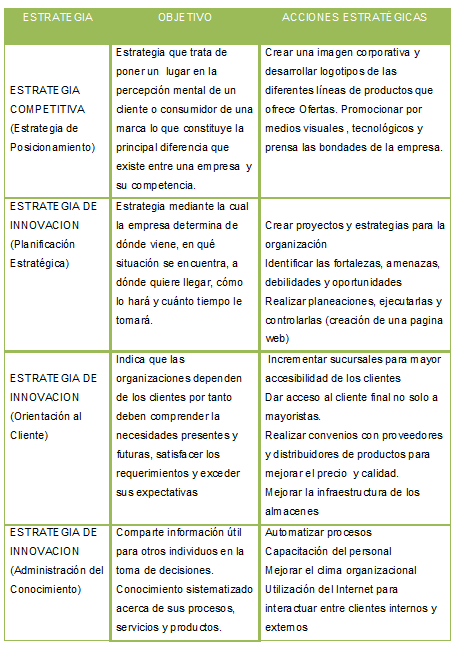 ESTRATEGIA
OBJETIVO
ACCIONES ESTRATÉGICAS
ESTRATEGIA
COMPETITIVA
(Estrategia de
Posicionamiento)
Estrategia que trata de
poner un lugar en la
percepción mental de un
cliente o consumidor de una
marca lo que constituye la
principal diferencia que
existe entre una empresa y
su competencia.
Crear una imagen corporativa y
desarrollar logotipos de las
diferentes líneas de productos que
ofrece Ofertas. Promocionar por
medios visuales, tecnológicos y
prensa las bondades de la empresa.
ESTRATEGIA DE
INNOVACION
(Planificación
Estratégica)
Estrategia mediante la cual
la empresa determina de
dónde viene, en qué
situación se encuentra, a
dónde quiere llegar, cómo
lo hará y cuánto tiempo le
tomará.
Crear proyectos y estrategias para la
organización
Identificar las fortalezas, amenazas,
debilidades y oportunidades
Realizar planeaciones, ejecutarlas y
controlarlas (creación de una pagina
web)
ESTRATEGIA DE
INNOVACION
(Orientación al
Cliente)
Indica que las
organizaciones dependen
de los clientes por tanto
deben comprender la
necesidades presentes y
futuras, satisfacer los
requerimientos y exceder
sus expectativas
Incrementar sucursales para mayor
accesibilidad de los clientes
Dar acceso al cliente final no solo a
mayoristas.
Realizar convenios con proveedores
y distribuidores de productos para
mejorar el precio y calidad.
Mejorar la infraestructura de los
almacenes
ESTRATEGIA DE
INNOVACION
(Administración del
Conocimiento)
Comparte información útil
para otros individuos en la
toma de decisiones.
Conocimiento sistematizado
acerca de sus procesos,
servicios y productos.
Automatizar procesos
Capacitación del personal
Mejorar el clima organizacional
Utilización del Internet para
interactuar entre clientes internos y
externos